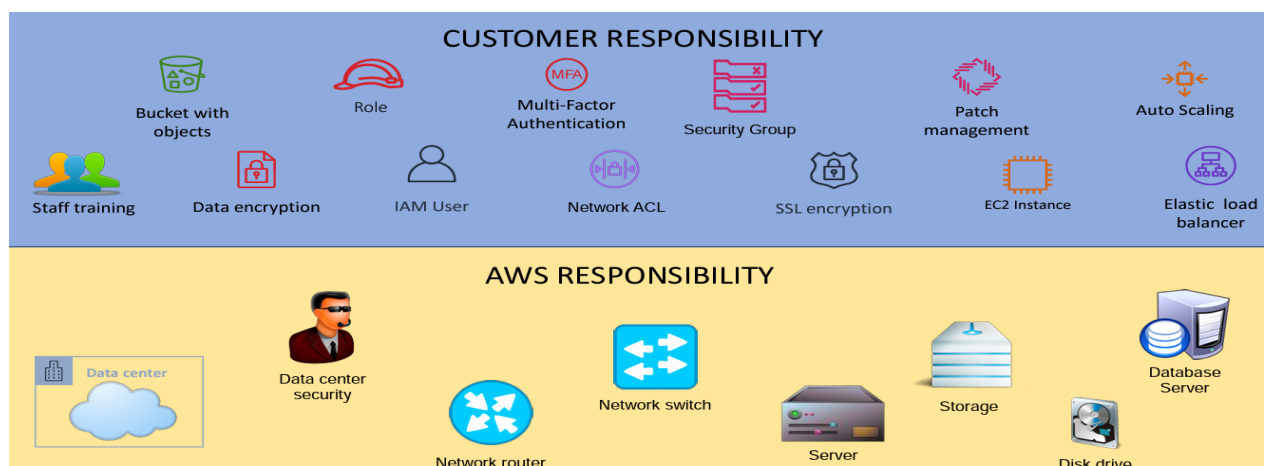 CUSTOMER RESPONSIBILITY
Bucket with
objects
Role
MFA
Multi-Factor
Authentication
Security Group
Patch
management
Auto Scaling
Staff training
Data encryption
IAM User
Network ACL
SSL encryption
EC2 Instance
Elastic load
balancer
AWS RESPONSIBILITY
Data center
Data center
security
Network router
Network switch
Server
Storage
Disk drive
Database
Server